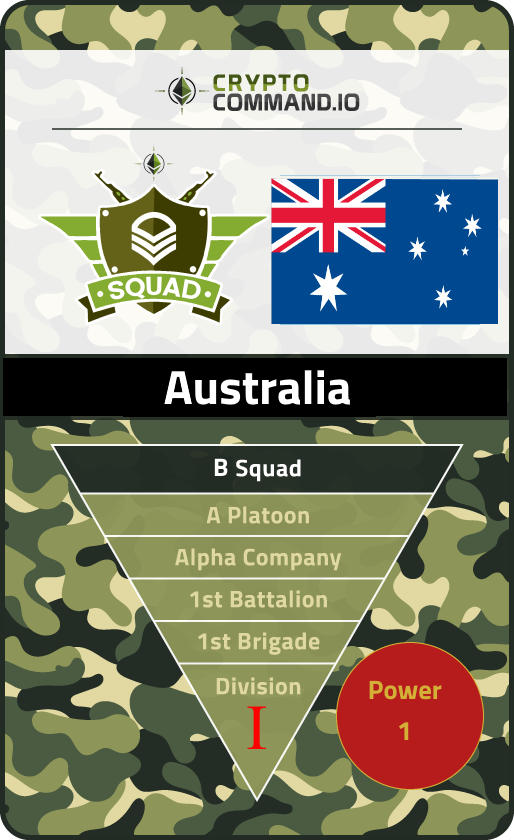 CRYPTO
COMMAND.IO
SQUAD
Australia
B Squad
A Platoon
Alpha Company
1st Battalion
1st Brigade
Division
I
Power
1